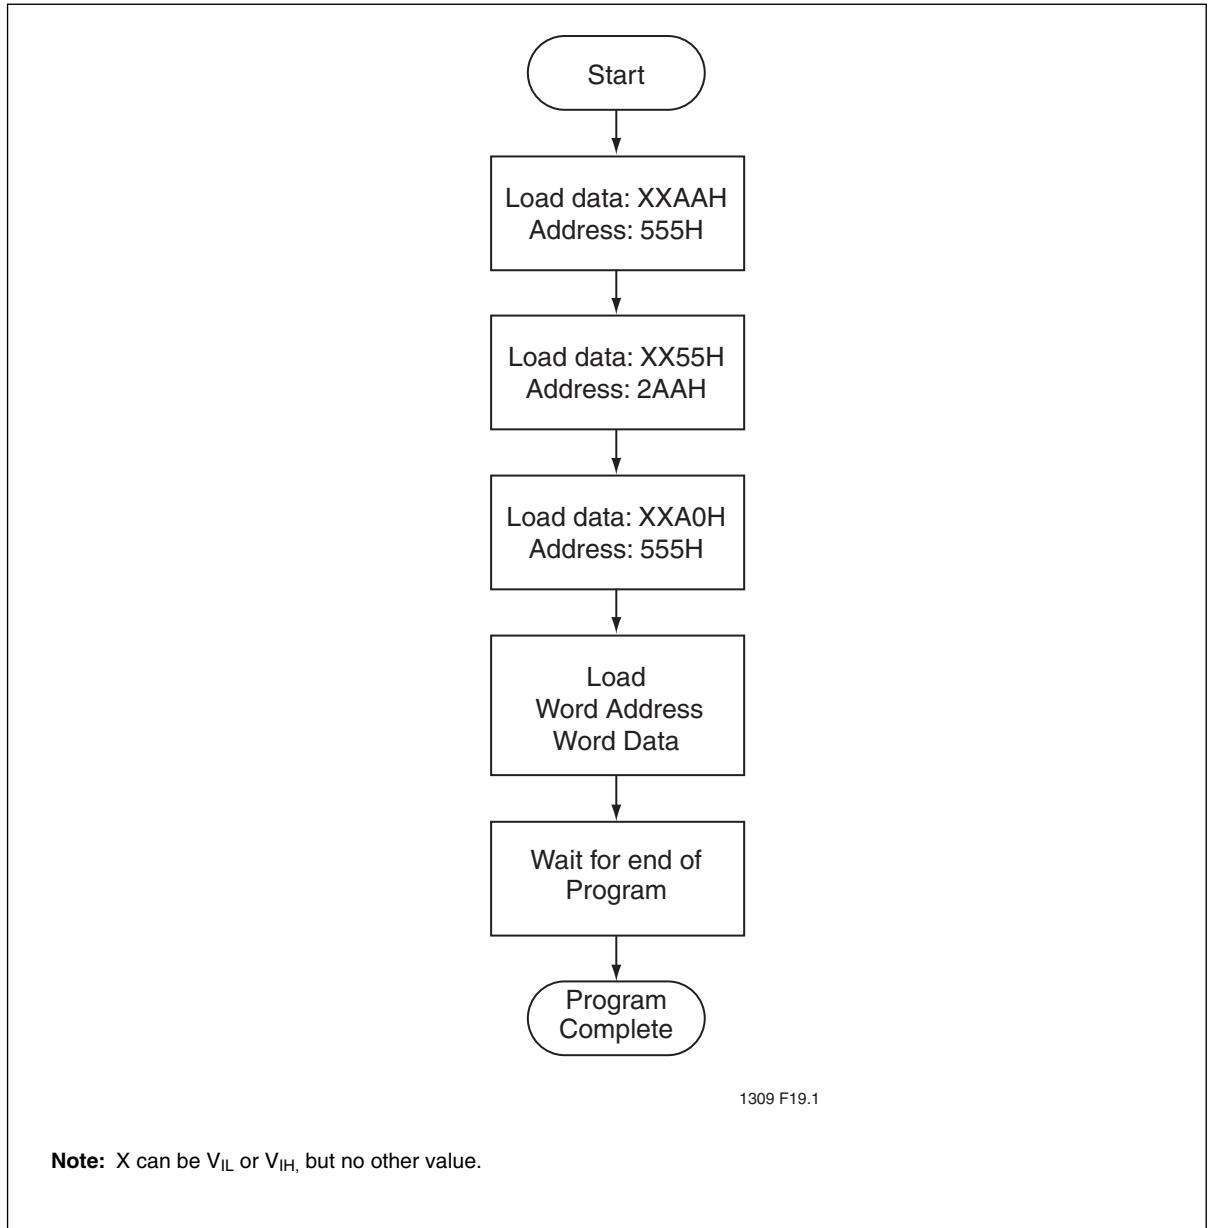 Start
Load data: XXAAH
Address: 555H
Load data: XX55H
Address: 2AAH
Load data: XXA0H
Address: 555H
Load
Word Address
Word Data
Wait for end of
Program
Program
Complete
1309 F19.1
Note: X can be VIL or VIH, but no other value.